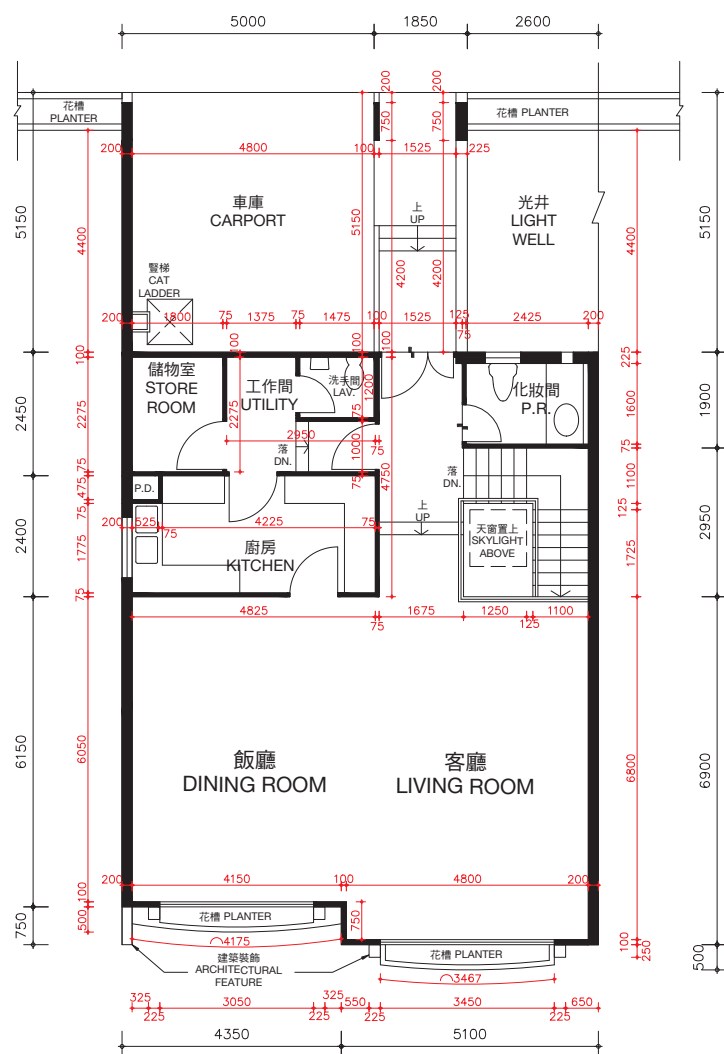 5000 1850 2600
花槽
PLANTER
花槽 PLANTER
200
750
200
750
200 4800 100 1525 225
車庫
CARPORT
上
UP
光井
LIGHT
WELL
5150
4400
5150
4200
4200
4400
5150
豎梯
CAT
LADDER
200 1800 75 1375 75 1475 100 1525 125 75 2425 200
100
100
100
儲物室
STORE
ROOM
工作間
UTILITY
洗手間
LAV.
化妝間
P.R.
225
2450
2275
2275
1200
1600
1900
75
2950 75
1000
75
落
DN.
落
DN.
75
475
75
4750
75
1100
125
P.D.
200 525 75 4225 75
廚房
KITCHEN
上
UP
天窗置上
SKYLIGHT
ABOVE
2400
1775
75
1725
2950
4825 75 1675 1250 125 1100
飯廳
DINING ROOM
客廳
LIVING ROOM
6150
6050
6800
6900
200 4150 100 4800 200
100
750
500
750
花槽 PLANTER
4175
花槽 PLANTER
100
250
500
建築裝飾
ARCHITECTURAL
FEATURE
3467
325 225 3050 225 325 550 225 3450 225 650
4350 5100